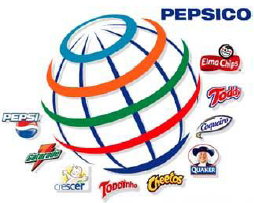 PEPSICO
Elma Chips
Toddy
Coqueiro
QUAKER
Cheetos
Toddynho
crescer
Gatorade
PEPSI